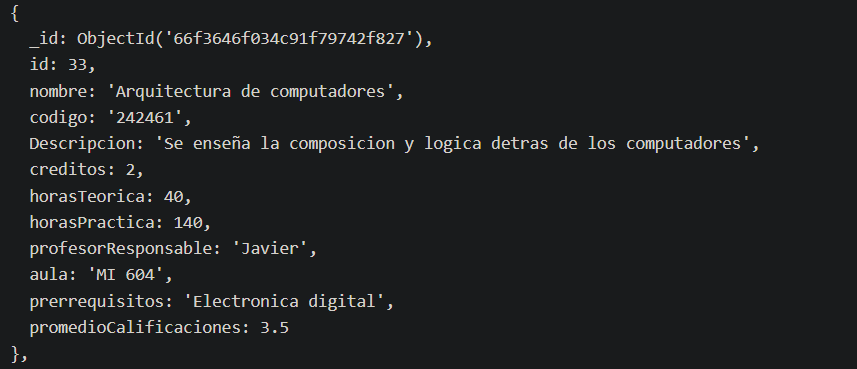 {
  _id: ObjectId('66f3646f034c91f79742f827'),
  id: 33,
  nombre: 'Arquitectura de computadores',
  codigo: '242461',
  Descripcion: 'Se enseña la composicion y logica detras de los computadores',
  creditos: 2,
  horasTeorica: 40,
  horasPractica: 140,
  profesorResponsable: 'Javier',
  aula: 'MI 604',
  prerrequisitos: 'Electronica digital',
  promedioCalificaciones: 3.5
},